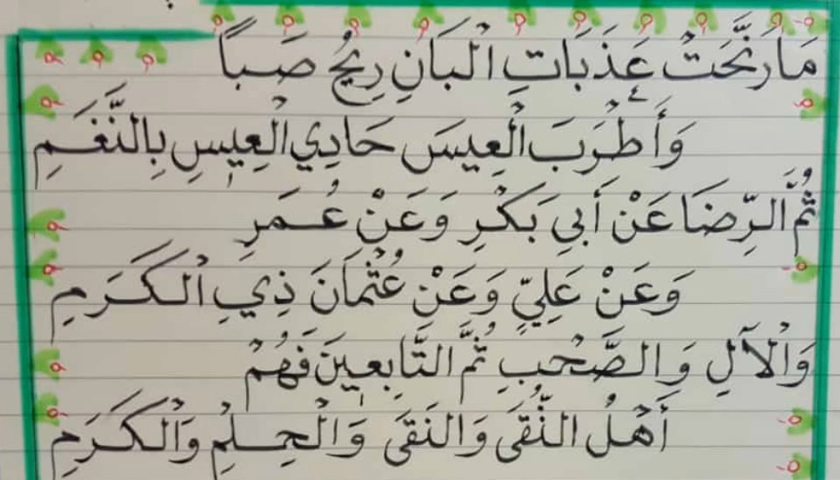 مَا رَنَّحَتْ عَذَبَاتِ الْبَانِ رِيحُ صَبًا
وَأَطْرَبَ الْعِيسَ حَادِي الْعِيسِ بِالنَّغَمِ
ثُمَّ الرِّضَا عَنْ أَبِي بَكْرٍ وَعَنْ عُمَرٍ
وَعَنْ عَلِيٍّ وَعَنْ عُثْمَانَ ذِي الْكَرَمِ
وَالْآلِ وَالصَّحْبِ ثُمَّ التَّابِعِينَ فَهُمْ
أَهْلُ التُّقَى وَالنَقَى وَالْحِلْمِ وَالْكَرَمِ